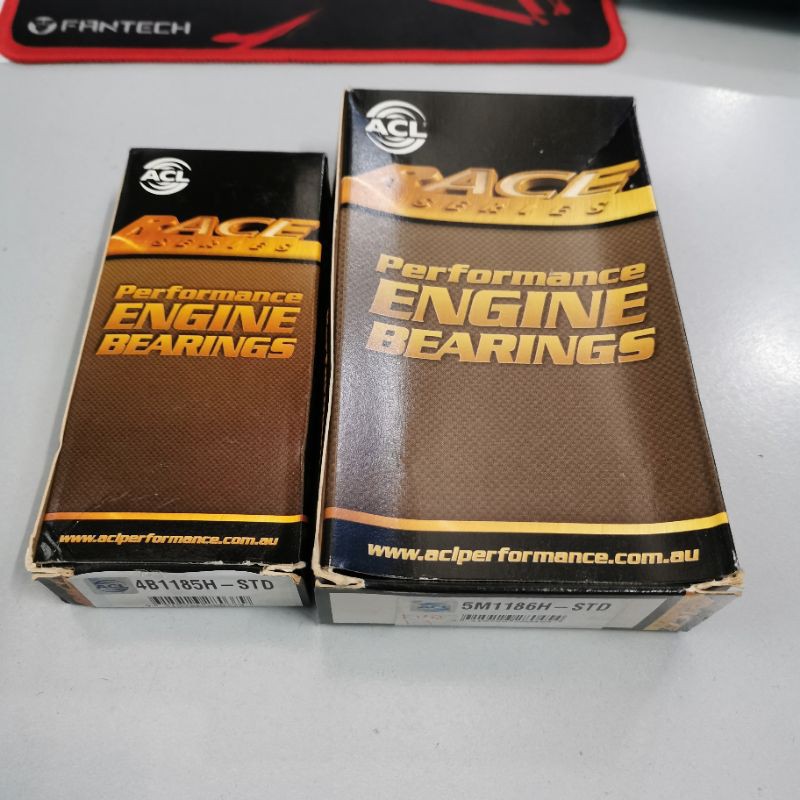 FANTECH
ACL
RACE
SERIES
Performance
ENGINE
BEARINGS
www.aclperformance.com.au
4B1185H-STD
ACL
RACE
SERIES
Performance
ENGINE
BEARINGS
www.aclperformance.com.au
5M1186H-STD